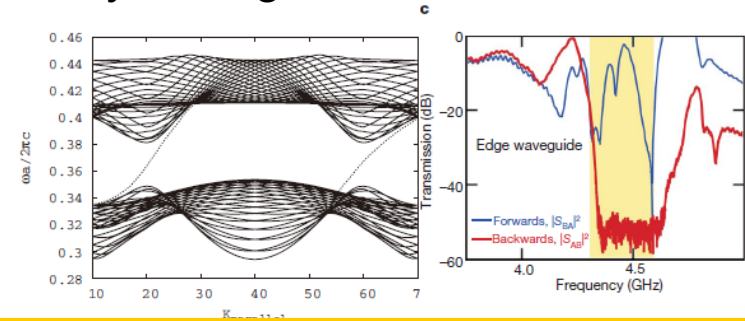 c
0.46
0.44
0.42
0.4
0.38
0.36
0.34
0.32
0.3
0.28
10 20 30 40 50 60 7
ωa/2πc
0
−20
−40
−60
Transmission (dB)
Edge waveguide
Forwards, |S_BA|²
Backwards, |S_AB|²
4.0 4.5
Frequency (GHz)